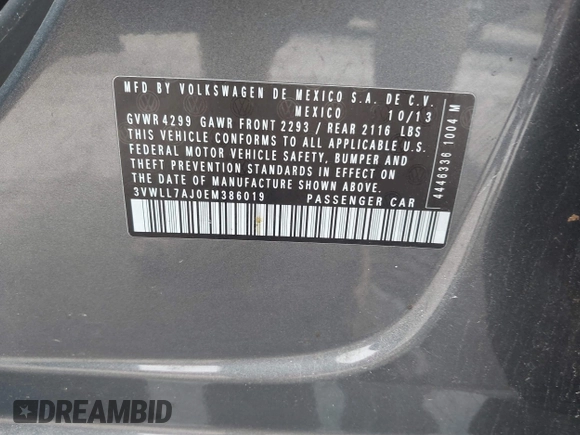 MFD BY VOLKSWAGEN DE MEXICO S.A. DE C.V.
MEXICO 10/13
GVWR 4299 GAWR FRONT 2293 / REAR 2116 LBS
THIS VEHICLE CONFORMS TO ALL APPLICABLE U.S.
FEDERAL MOTOR VEHICLE SAFETY, BUMPER AND
THEFT PREVENTION STANDARDS IN EFFECT ON
THE DATE OF MANUFACTURE SHOWN ABOVE.
3VWLL7AJ0EM386019 PASSENGER CAR
4446336 1004 M
DREAMBID